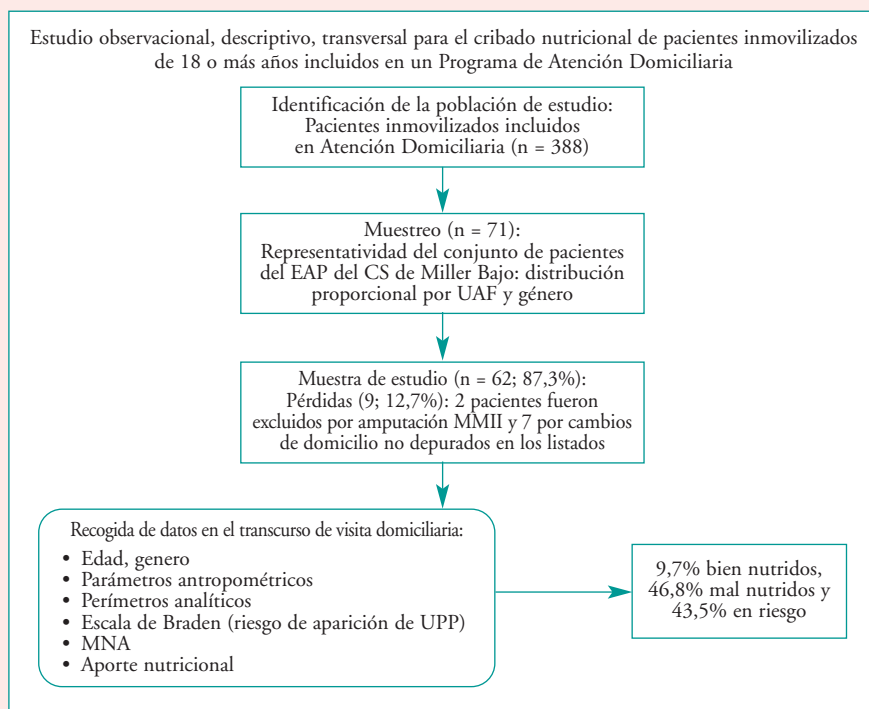 Estudio observacional, descriptivo, transversal para el cribado nutricional de pacientes inmovilizados
de 18 o más años incluidos en un Programa de Atención Domiciliaria
Identificación de la población de estudio:
Pacientes inmovilizados incluidos
en Atención Domiciliaria (n = 388)
Muestreo (n = 71):
Representatividad del conjunto de pacientes
del EAP del CS de Miller Bajo: distribución
proporcional por UAF y género
Muestra de estudio (n = 62; 87,3%):
Pérdidas (9; 12,7%): 2 pacientes fueron
excluidos por amputación MMII y 7 por cambios
de domicilio no depurados en los listados
Recogida de datos en el transcurso de visita domiciliaria:
• Edad, genero
• Parámetros antropométricos
• Perímetros analíticos
• Escala de Braden (riesgo de aparición de UPP)
• MNA
• Aporte nutricional
9,7% bien nutridos,
46,8% mal nutridos y
43,5% en riesgo